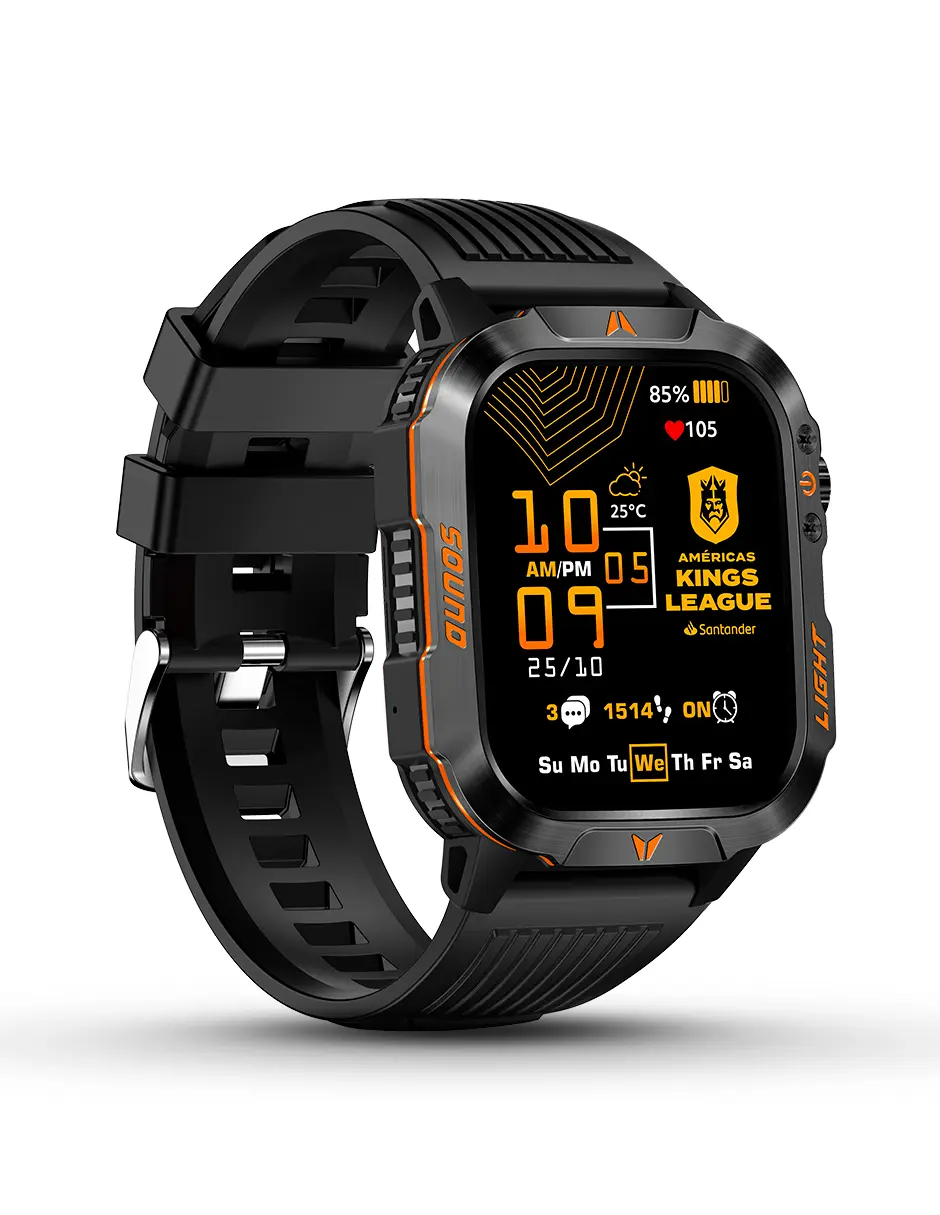 85%
105
25°C
10
AM/PM
05
09
25/10
AMÉRICAS
KINGS
LEAGUE
Santander
3
1514
ON
Su Mo Tu We Th Fr Sa
SOUND
LIGHT